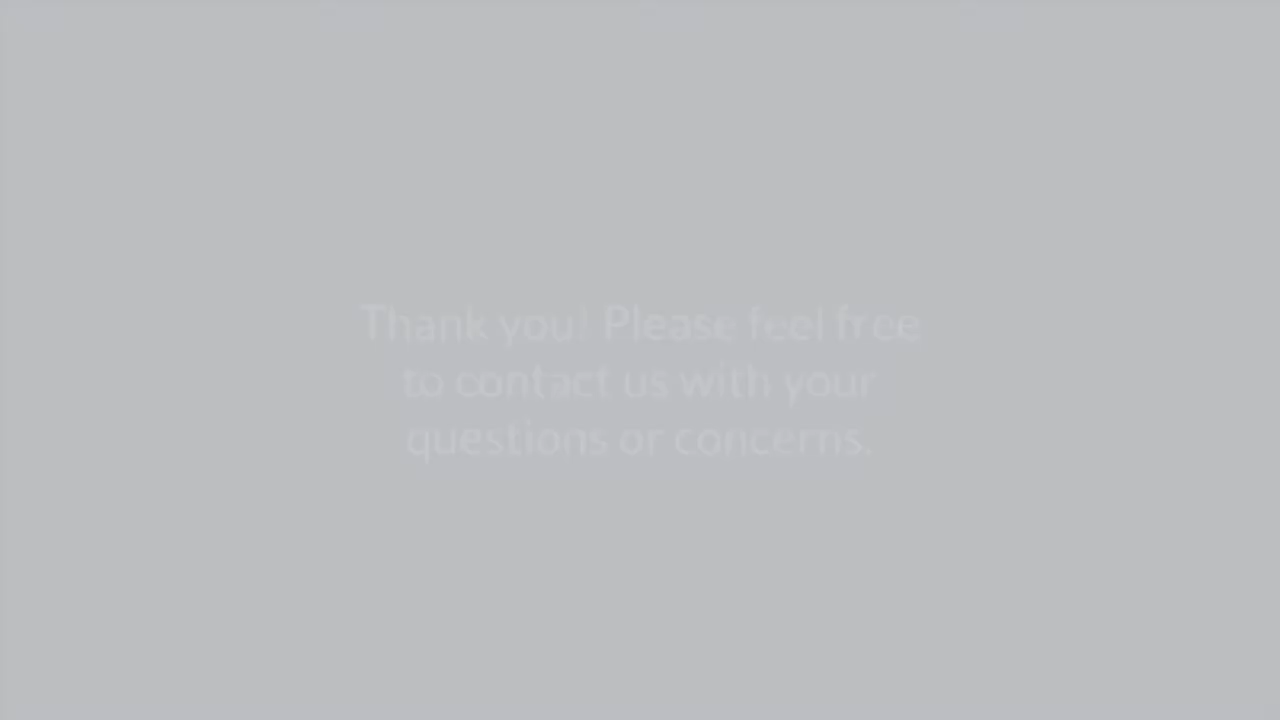 Thank you! Please feel free
to contact us with your
questions or concerns.